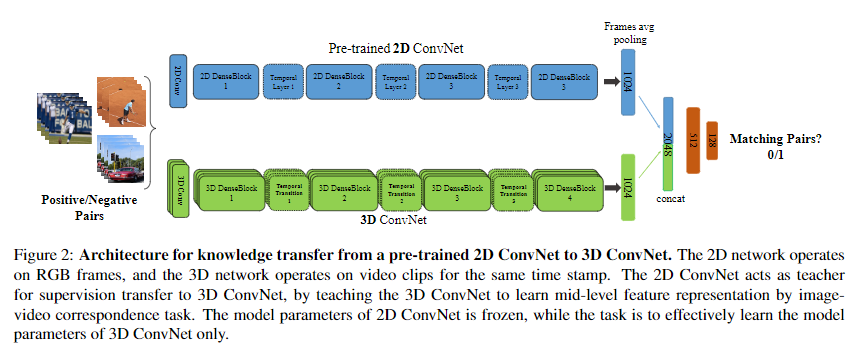 Frames avg
pooling
Pre-trained 2D ConvNet
2D Conv
2D DenseBlock
1
Temporal
Layer 1
2D DenseBlock
2
Temporal
Layer 2
2D DenseBlock
3
Temporal
Layer 3
2D DenseBlock
3
1024
Positive/Negative
Pairs
3D Conv
3D DenseBlock
1
Temporal
Transition
1
3D DenseBlock
2
Temporal
Transition
2
3D DenseBlock
3
Temporal
Transition
3
3D DenseBlock
4
1024
3D ConvNet
2048
concat
512
128
Matching Pairs?
0/1
Figure 2: Architecture for knowledge transfer from a pre-trained 2D ConvNet to 3D ConvNet. The 2D network operates
on RGB frames, and the 3D network operates on video clips for the same time stamp. The 2D ConvNet acts as teacher
for supervision transfer to 3D ConvNet, by teaching the 3D ConvNet to learn mid-level feature representation by image-
video correspondence task. The model parameters of 2D ConvNet is frozen, while the task is to effectively learn the model
parameters of 3D ConvNet only.